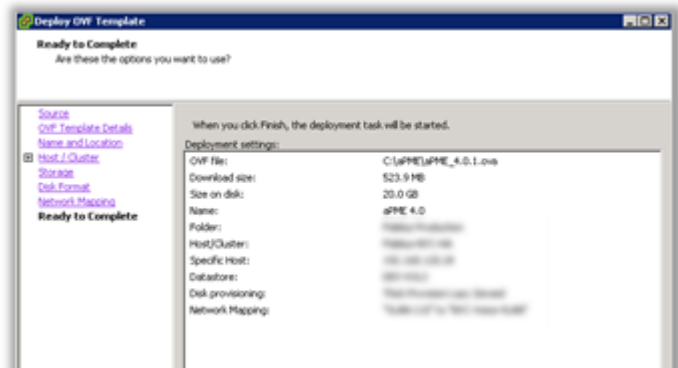 Deploy OVF Template
Ready to Complete
Are these the options you want to use?
Source
OVF Template Details
Name and Location
Host / Cluster
Storage
Disk Format
Network Mapping
Ready to Complete
When you click Finish, the deployment task will be started.
Deployment settings:
OVF file: C:\aPME\aPME_4.0.1.ova
Download size: 523.9 MB
Size on disk: 20.0 GB
Name: aPME 4.0
Folder:
Host/Cluster:
Specific Host:
Datastore:
Disk provisioning:
Network Mapping: